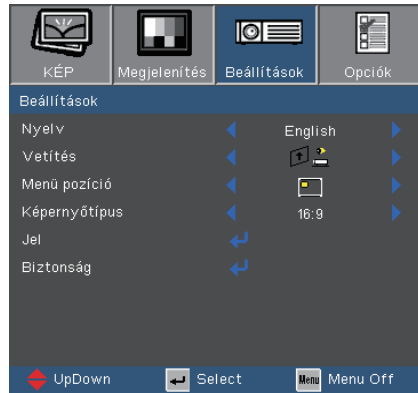 KÉP Megjelenítés Beállítások Opciók
Beállítások
Nyelv English
Vetítés
Menü pozíció
Képernyőtípus 16:9
Jel
Biztonság
UpDown Select Menu Menu Off